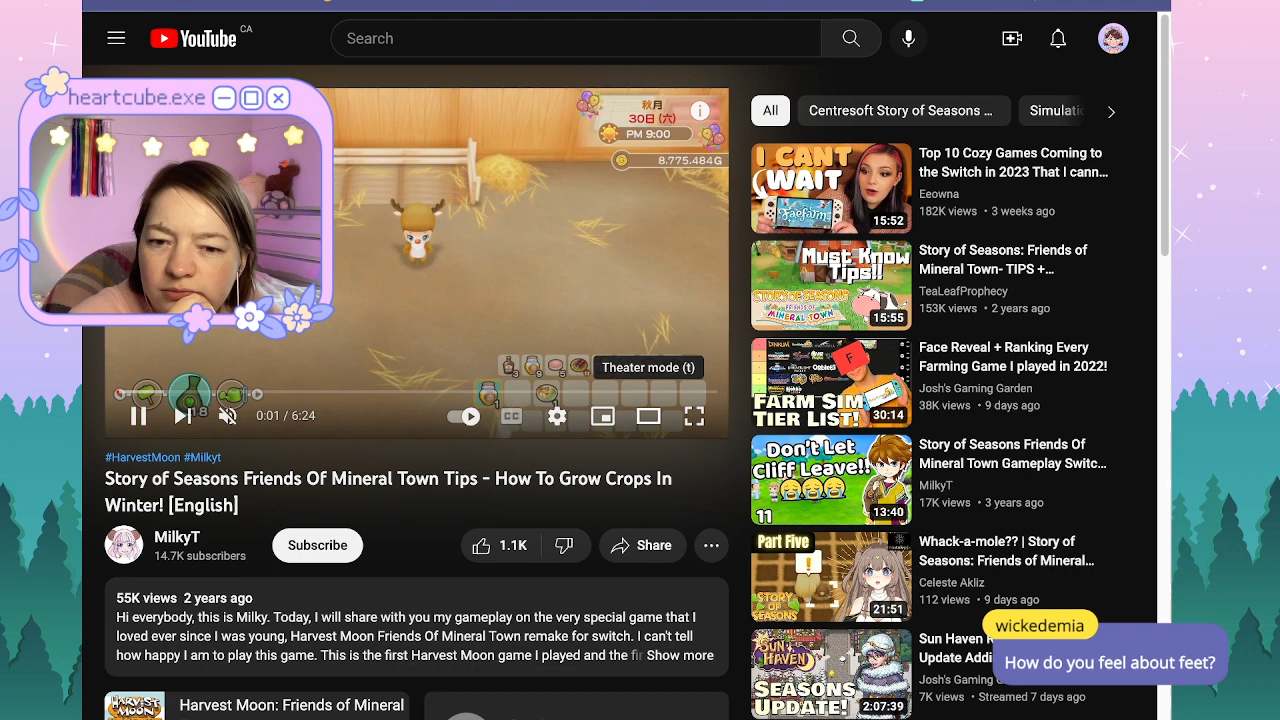 YouTube CA
Search
heartcube.exe
秋月
30日 (六)
PM 9:00
8.775.484G
Theater mode (t)
18
0:01 / 6:24
CC
#HarvestMoon #Milkyt
Story of Seasons Friends Of Mineral Town Tips - How To Grow Crops In
Winter! [English]
MilkyT
14.7K subscribers
Subscribe
1.1K
Share
55K views 2 years ago
Hi everybody, this is Milky. Today, I will share with you my gameplay on the very special game that I
loved ever since I was young, Harvest Moon Friends Of Mineral Town remake for switch. I can't tell
how happy I am to play this game. This is the first Harvest Moon game I played and the fir Show more
HARVEST
MOON
Harvest Moon: Friends of Mineral
All
Centresoft Story of Seasons ...
Simulati
I CANT
WAIT
Faefarm
15:52
Top 10 Cozy Games Coming to
the Switch in 2023 That I cann...
Eeowna
182K views • 3 weeks ago
Must Know
Tips!!
STORY OF SEASONS
FRIENDS OF
MINERAL TOWN
15:55
Story of Seasons: Friends of
Mineral Town- TIPS +...
TeaLeafProphecy
153K views • 2 years ago
F
FARM SIM
TIER LIST!
30:14
Face Reveal + Ranking Every
Farming Game I played in 2022!
Josh's Gaming Garden
38K views • 9 days ago
Don't Let
Cliff Leave!!
11
13:40
Story of Seasons Friends Of
Mineral Town Gameplay Switc...
MilkyT
17K views • 3 years ago
Part Five
STORY OF
SEASONS
21:51
Whack-a-mole?? | Story of
Seasons: Friends of Mineral...
Celeste Akliz
112 views • 9 days ago
SUN
HAVEN
SEASONS
UPDATE!
2:07:39
Sun Haven
Update Addi
Josh's Gaming G
7K views • Streamed 7 days ago
wickedemia
How do you feel about feet?